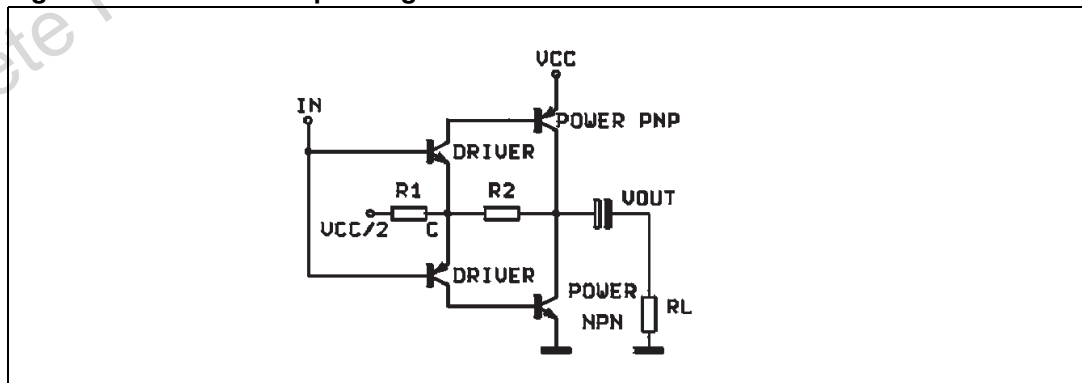 VCC
IN
POWER PNP
DRIVER
R1
R2
VOUT
VCC/2
C
DRIVER
POWER
NPN
RL